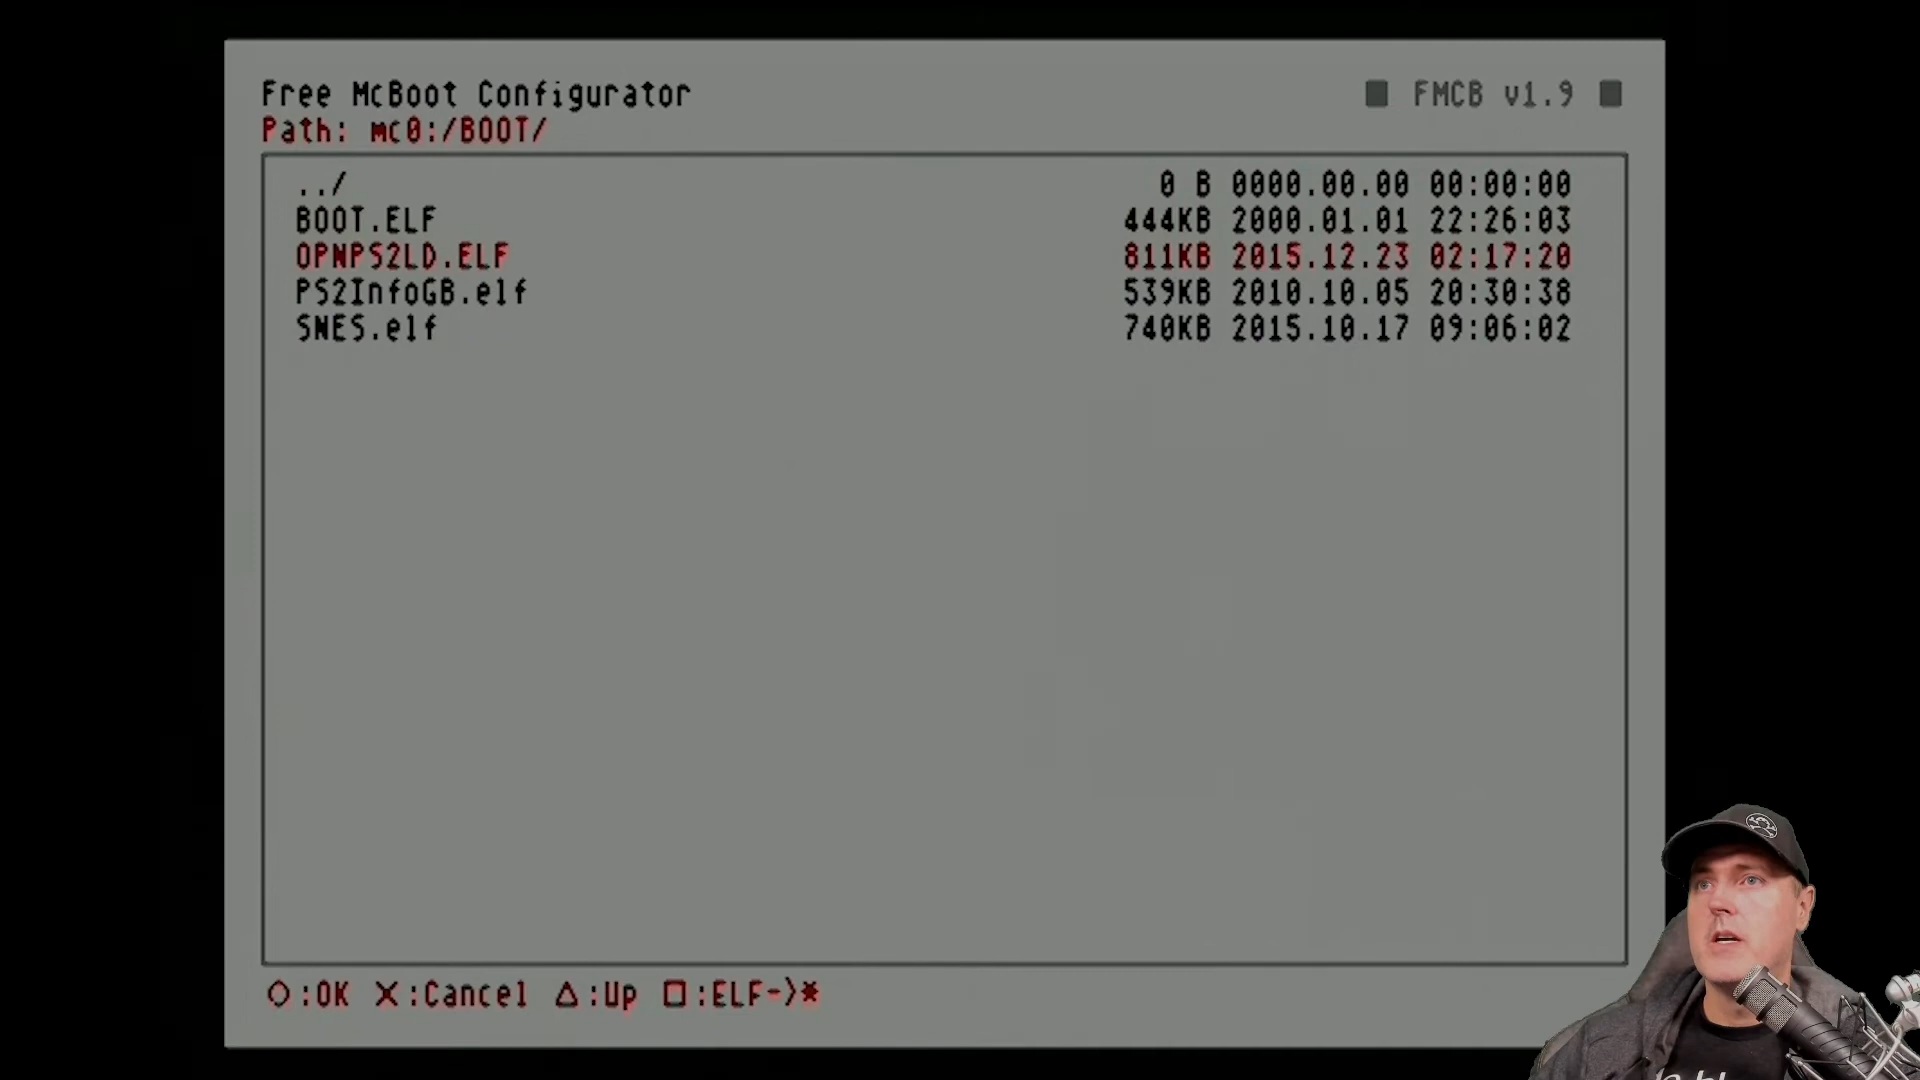 Free McBoot Configurator
■ FMCB v1.9 ■
Path: mc0:/BOOT/
../ 0 B 0000.00.00 00:00:00
BOOT.ELF 444KB 2000.01.01 22:26:03
OPNPS2LD.ELF 811KB 2015.12.23 02:17:20
PS2InfoGB.elf 539KB 2010.10.05 20:30:38
SNES.elf 740KB 2015.10.17 09:06:02
○:OK ×:Cancel △:Up □:ELF->*